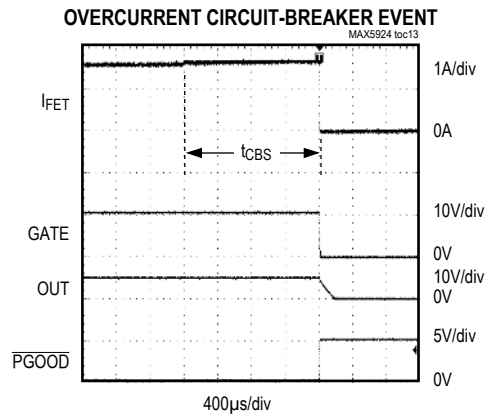 OVERCURRENT CIRCUIT-BREAKER EVENT
MAX5924 toc13
T
1A/div
IFET
0A
tCBS
10V/div
GATE
0V
10V/div
OUT
0V
5V/div
PGOOD
0V
400µs/div